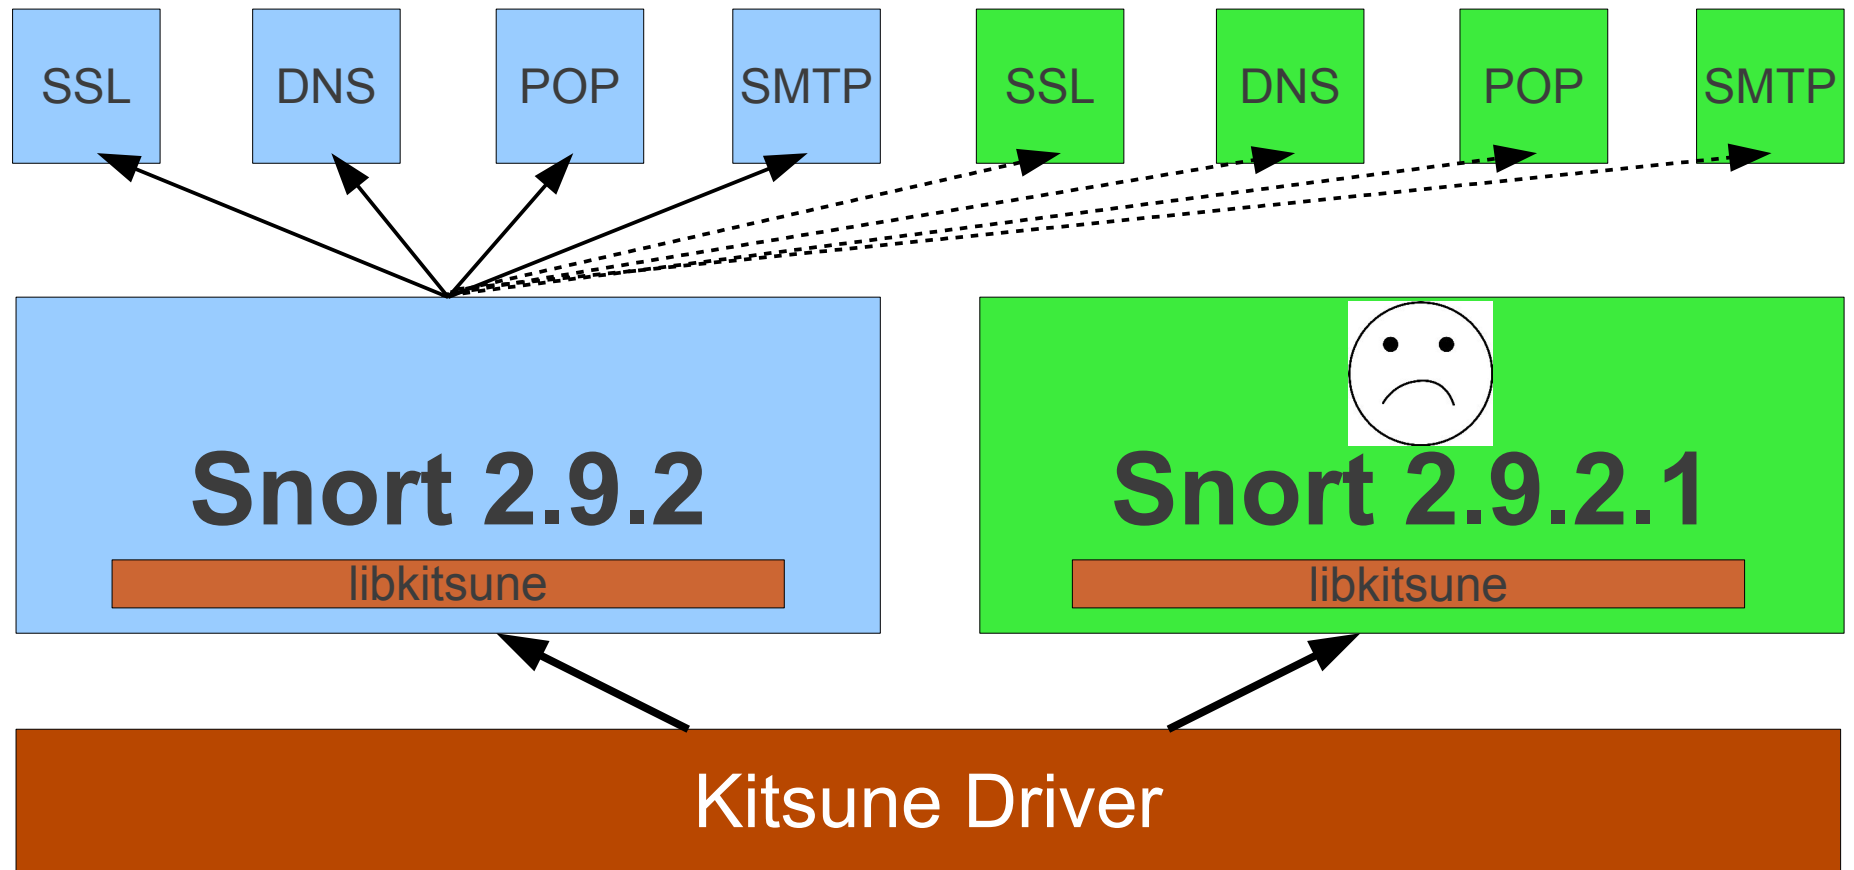 SSL
DNS
POP
SMTP
SSL
DNS
POP
SMTP
Snort 2.9.2
libkitsune
Snort 2.9.2.1
libkitsune
Kitsune Driver